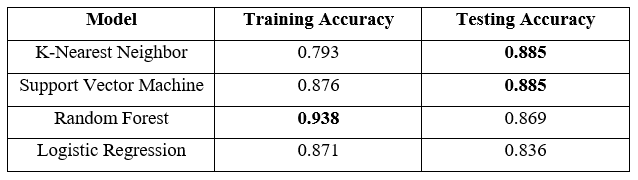 Model Training Accuracy Testing Accuracy
K-Nearest Neighbor 0.793 0.885
Support Vector Machine 0.876 0.885
Random Forest 0.938 0.869
Logistic Regression 0.871 0.836